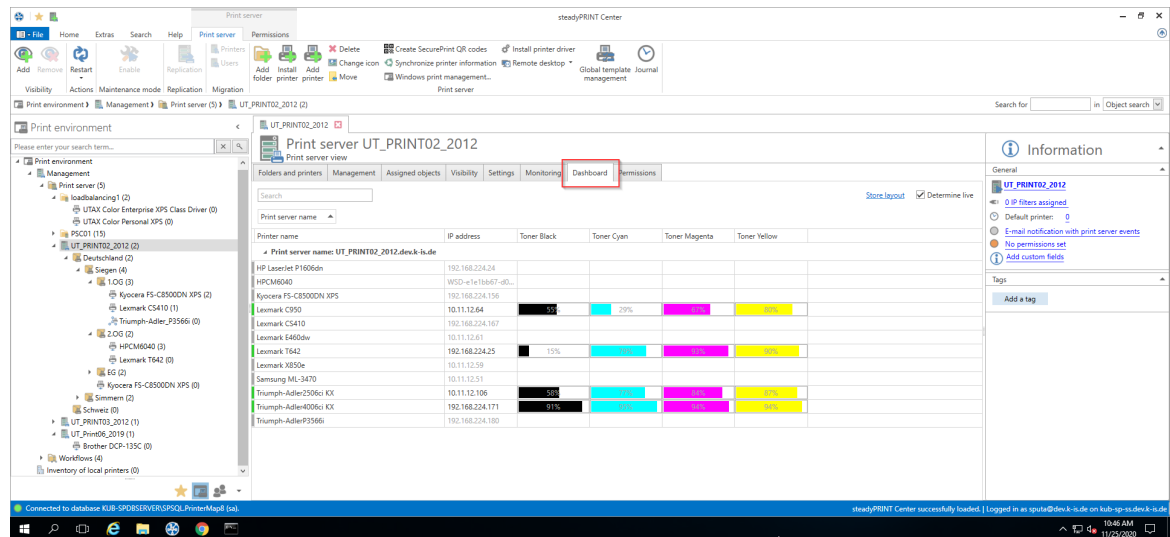 Print server
steadyPRINT Center
File Home Extras Search Help Print server Permissions
Add Remove Restart Enable Replication Printers Users
Add folder Install printer Add printer
Delete
Change icon
Move
Create SecurePrint QR codes
Synchronize printer information
Windows print management...
Install printer driver
Remote desktop
Global template management
Journal
Visibility Actions Maintenance mode Replication Migration Print server
Print environment Management Print server (5) UT_PRINT02_2012 (2)
Search for in Object search
Print environment
Please enter your search term...
Print environment
Management
Print server (5)
loadbalancing1 (2)
UTAX Color Enterprise XPS Class Driver (0)
UTAX Color Personal XPS (0)
PSC01 (15)
UT_PRINT02_2012 (2)
Deutschland (2)
Siegen (4)
1.OG (3)
Kyocera FS-C8500DN XPS (2)
Lexmark CS410 (1)
Triumph-Adler_P3566i (0)
2.OG (2)
HPCM6040 (3)
Lexmark T642 (0)
EG (2)
Kyocera FS-C8500DN XPS (0)
Simmern (2)
Schweiz (0)
UT_PRINT03_2012 (1)
UT_Print06_2019 (1)
Brother DCP-135C (0)
Workflows (4)
Inventory of local printers (0)
UT_PRINT02_2012
Print server UT_PRINT02_2012
Print server view
Folders and printers Management Assigned objects Visibility Settings Monitoring Dashboard Permissions
Search
Store layout Determine live
Print server name
Printer name IP address Toner Black Toner Cyan Toner Magenta Toner Yellow
Print server name: UT_PRINT02_2012.dev.k-is.de
HP LaserJet P1606dn 192.168.224.24
HPCM6040 WSD-e1e1bb67-d0...
Kyocera FS-C8500DN XPS 192.168.224.156
Lexmark C950 10.11.12.64 55% 29% 87% 80%
Lexmark CS410 192.168.224.167
Lexmark E460dw 10.11.12.61
Lexmark T642 192.168.224.25 15% 93% 90%
Lexmark X850e 10.11.12.59
Samsung ML-3470 10.11.12.51
Triumph-Adler2506ci KX 10.11.12.106 58% 84% 87%
Triumph-Adler4006ci KX 192.168.224.171 91% 94% 94%
Triumph-AdlerP3566i 192.168.224.180
Information
General
UT_PRINT02_2012
0 IP filters assigned
Default printer: 0
E-mail notification with print server events
No permissions set
Add custom fields
Tags
Add a tag
Connected to database KUB-SPDBSERVER\SPSQL.PrinterMap8 (sa).
steadyPRINT Center successfully loaded. | Logged in as sputa@dev.k-is.de on kub-sp-ss.dev.k-is.de
10:46 AM
11/25/2020